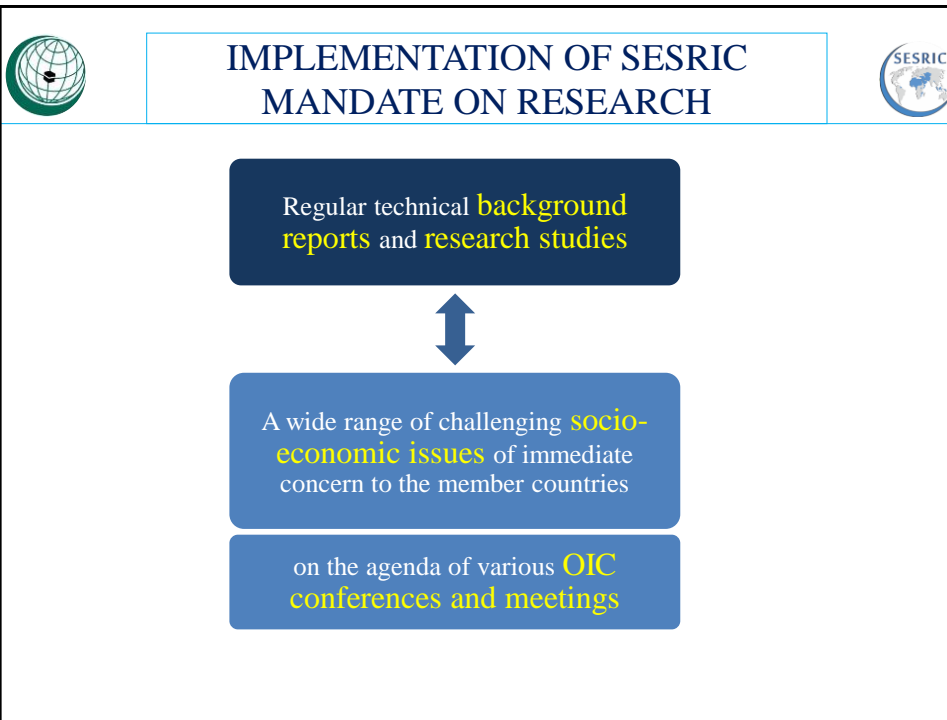 IMPLEMENTATION OF SESRIC
MANDATE ON RESEARCH
SESRIC
Regular technical background
reports and research studies
A wide range of challenging socio-
economic issues of immediate
concern to the member countries
on the agenda of various OIC
conferences and meetings